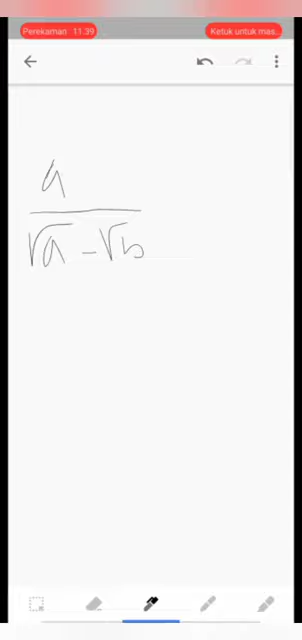 Perekaman 11.39
Ketuk untuk mas..
a
√a - √b